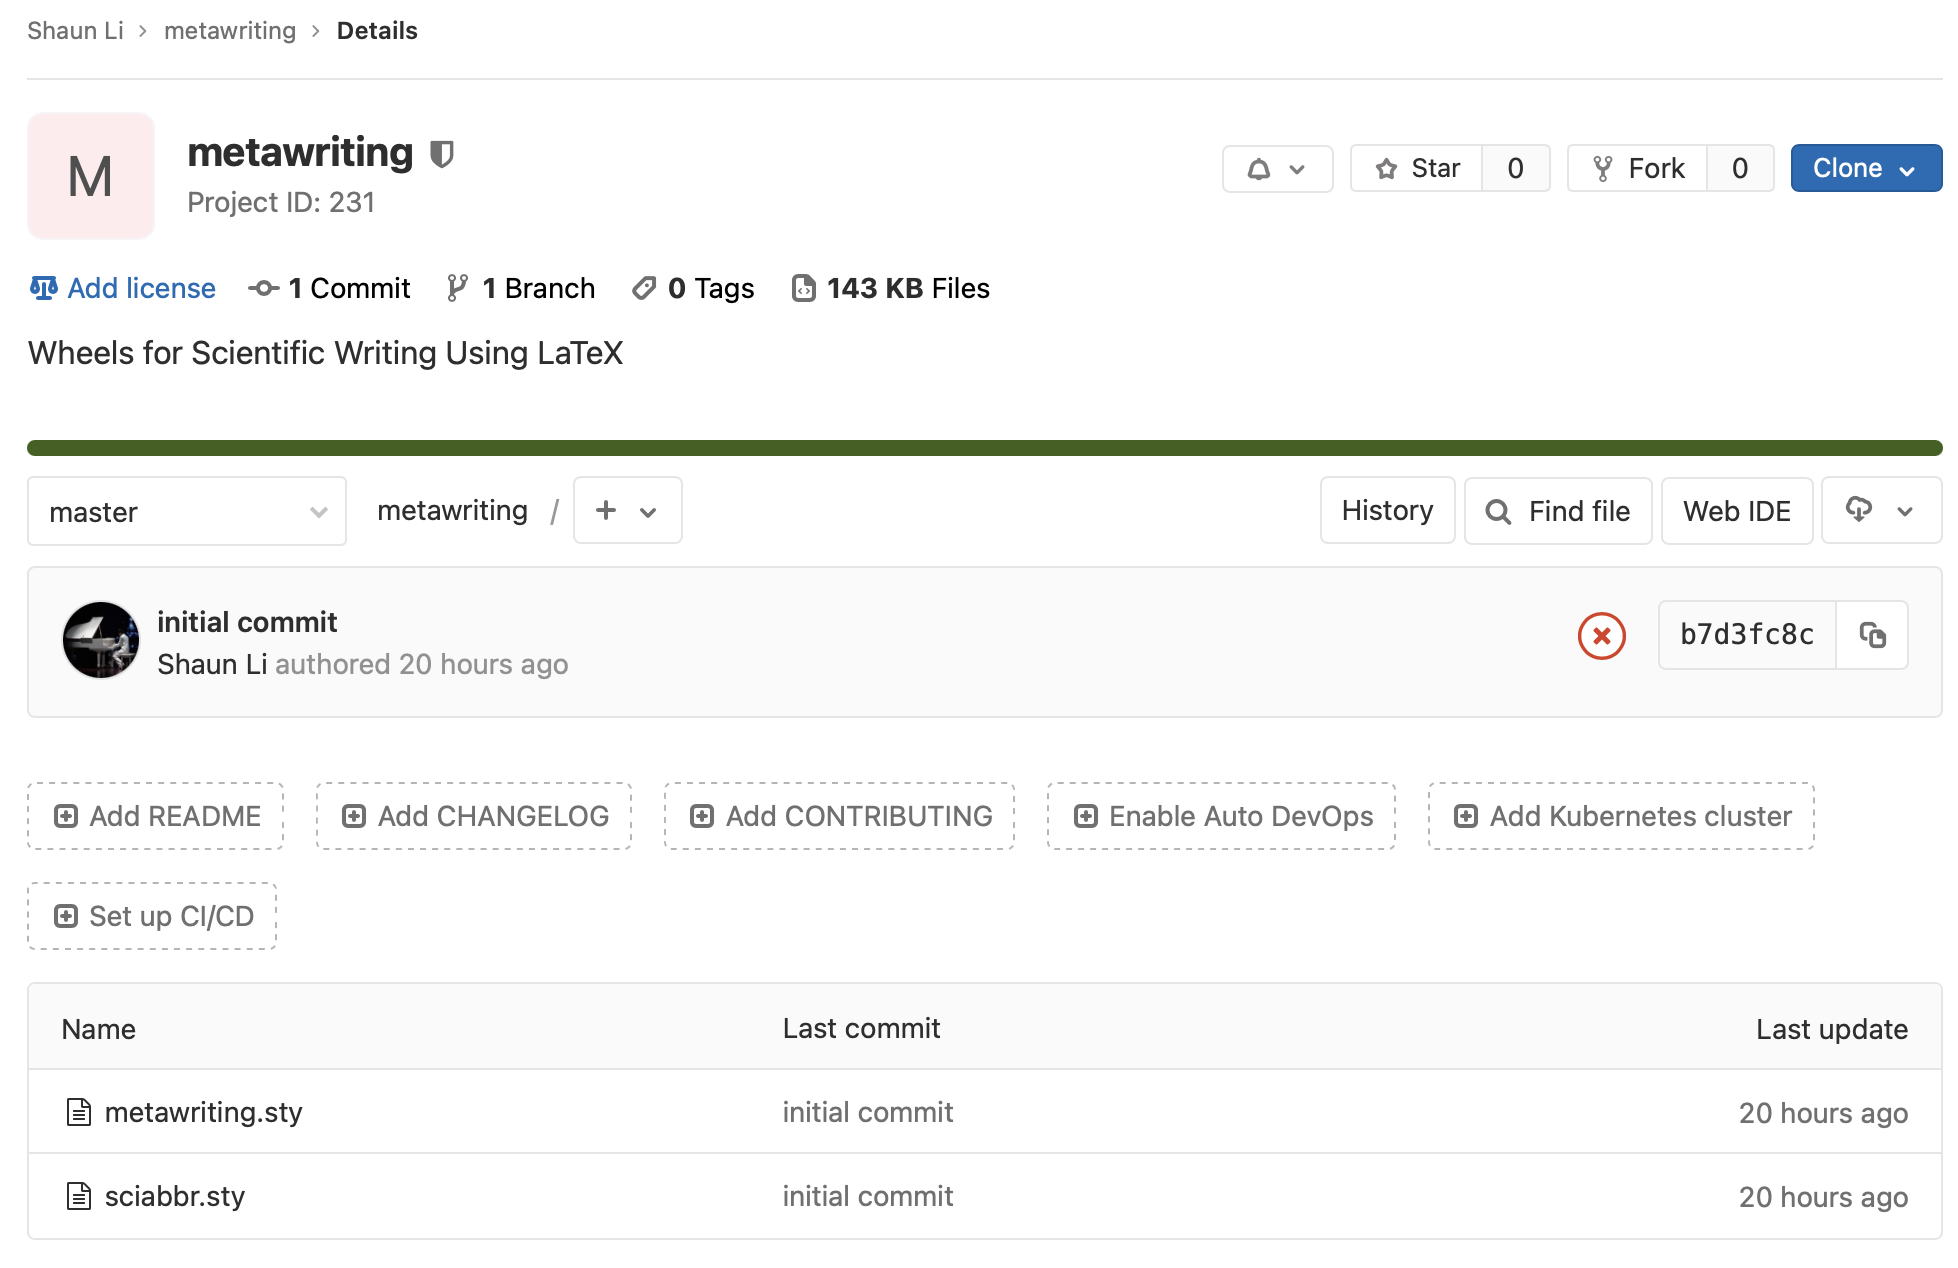 Shaun Li > metawriting > Details
M
metawriting
Project ID: 231
Star 0 Fork 0 Clone
Add license 1 Commit 1 Branch 0 Tags 143 KB Files
Wheels for Scientific Writing Using LaTeX
master metawriting / + History Find file Web IDE
initial commit
Shaun Li authored 20 hours ago
b7d3fc8c
Add README Add CHANGELOG Add CONTRIBUTING Enable Auto DevOps Add Kubernetes cluster
Set up CI/CD
Name Last commit Last update
metawriting.sty initial commit 20 hours ago
sciabbr.sty initial commit 20 hours ago